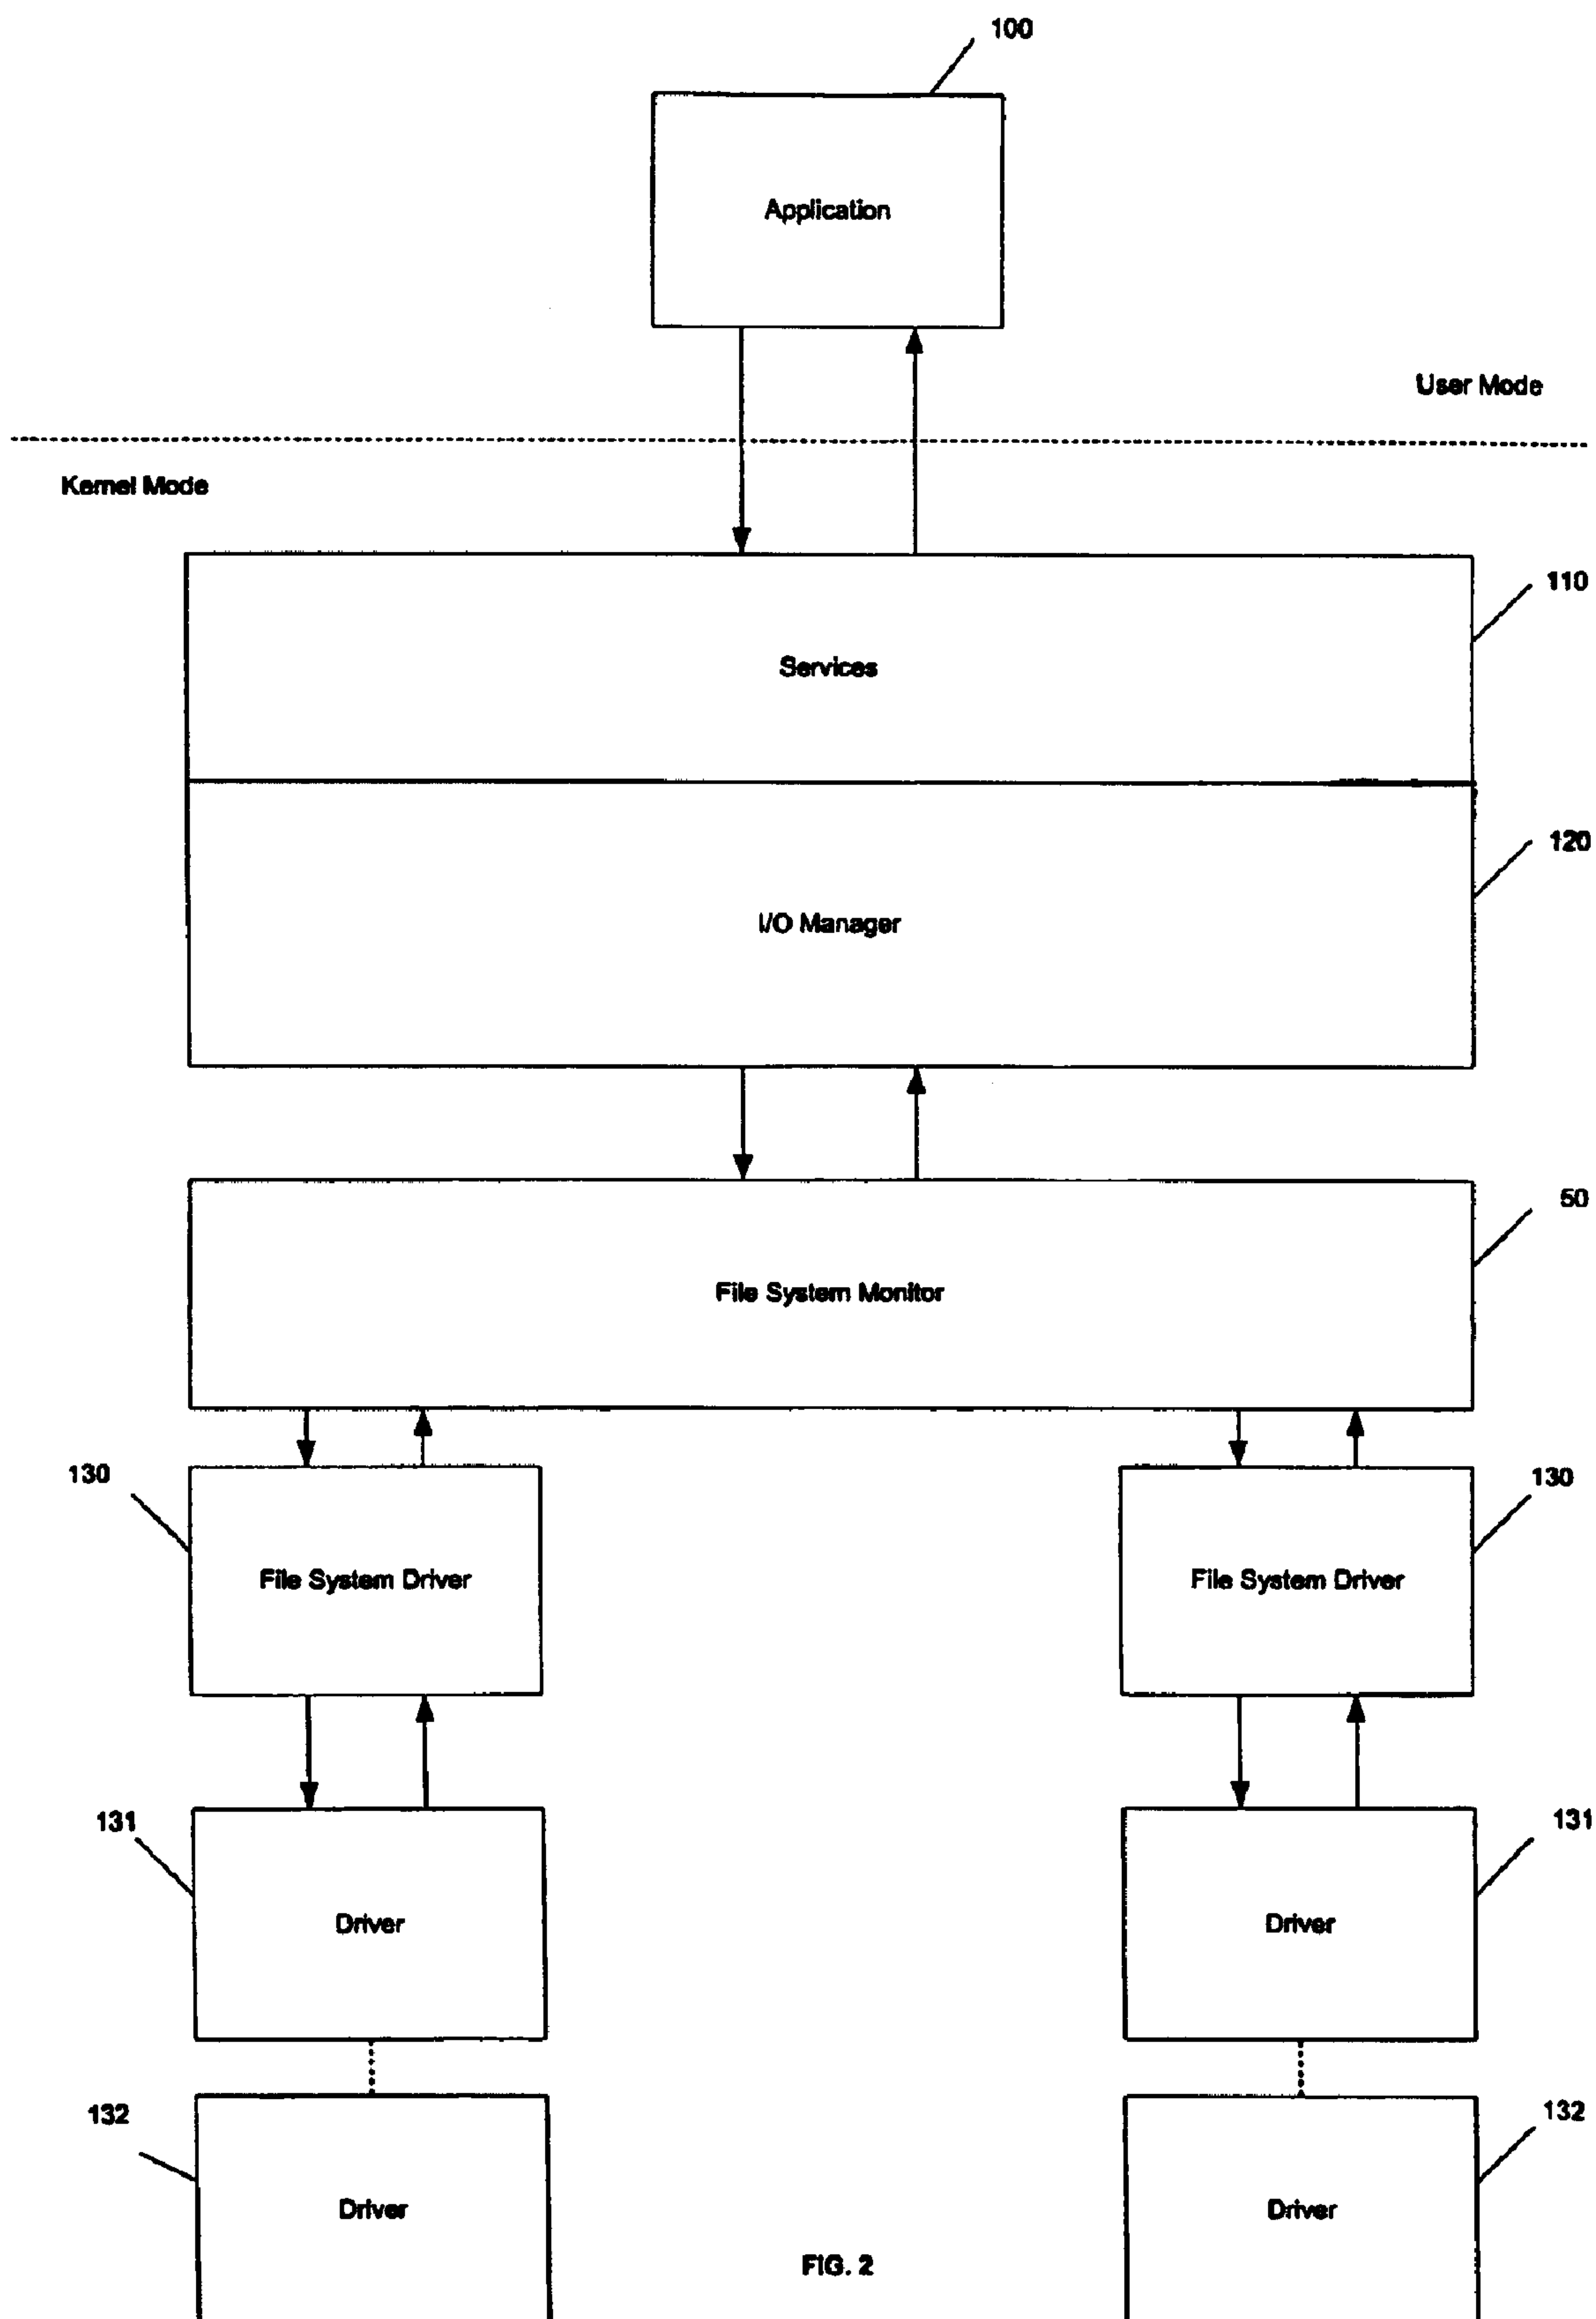 100
Application
User Mode
Kernel Mode
110
Services
120
I/O Manager
50
File System Monitor
130
130
File System Driver
File System Driver
131
131
Driver
Driver
132
132
Driver
Driver
FIG. 2